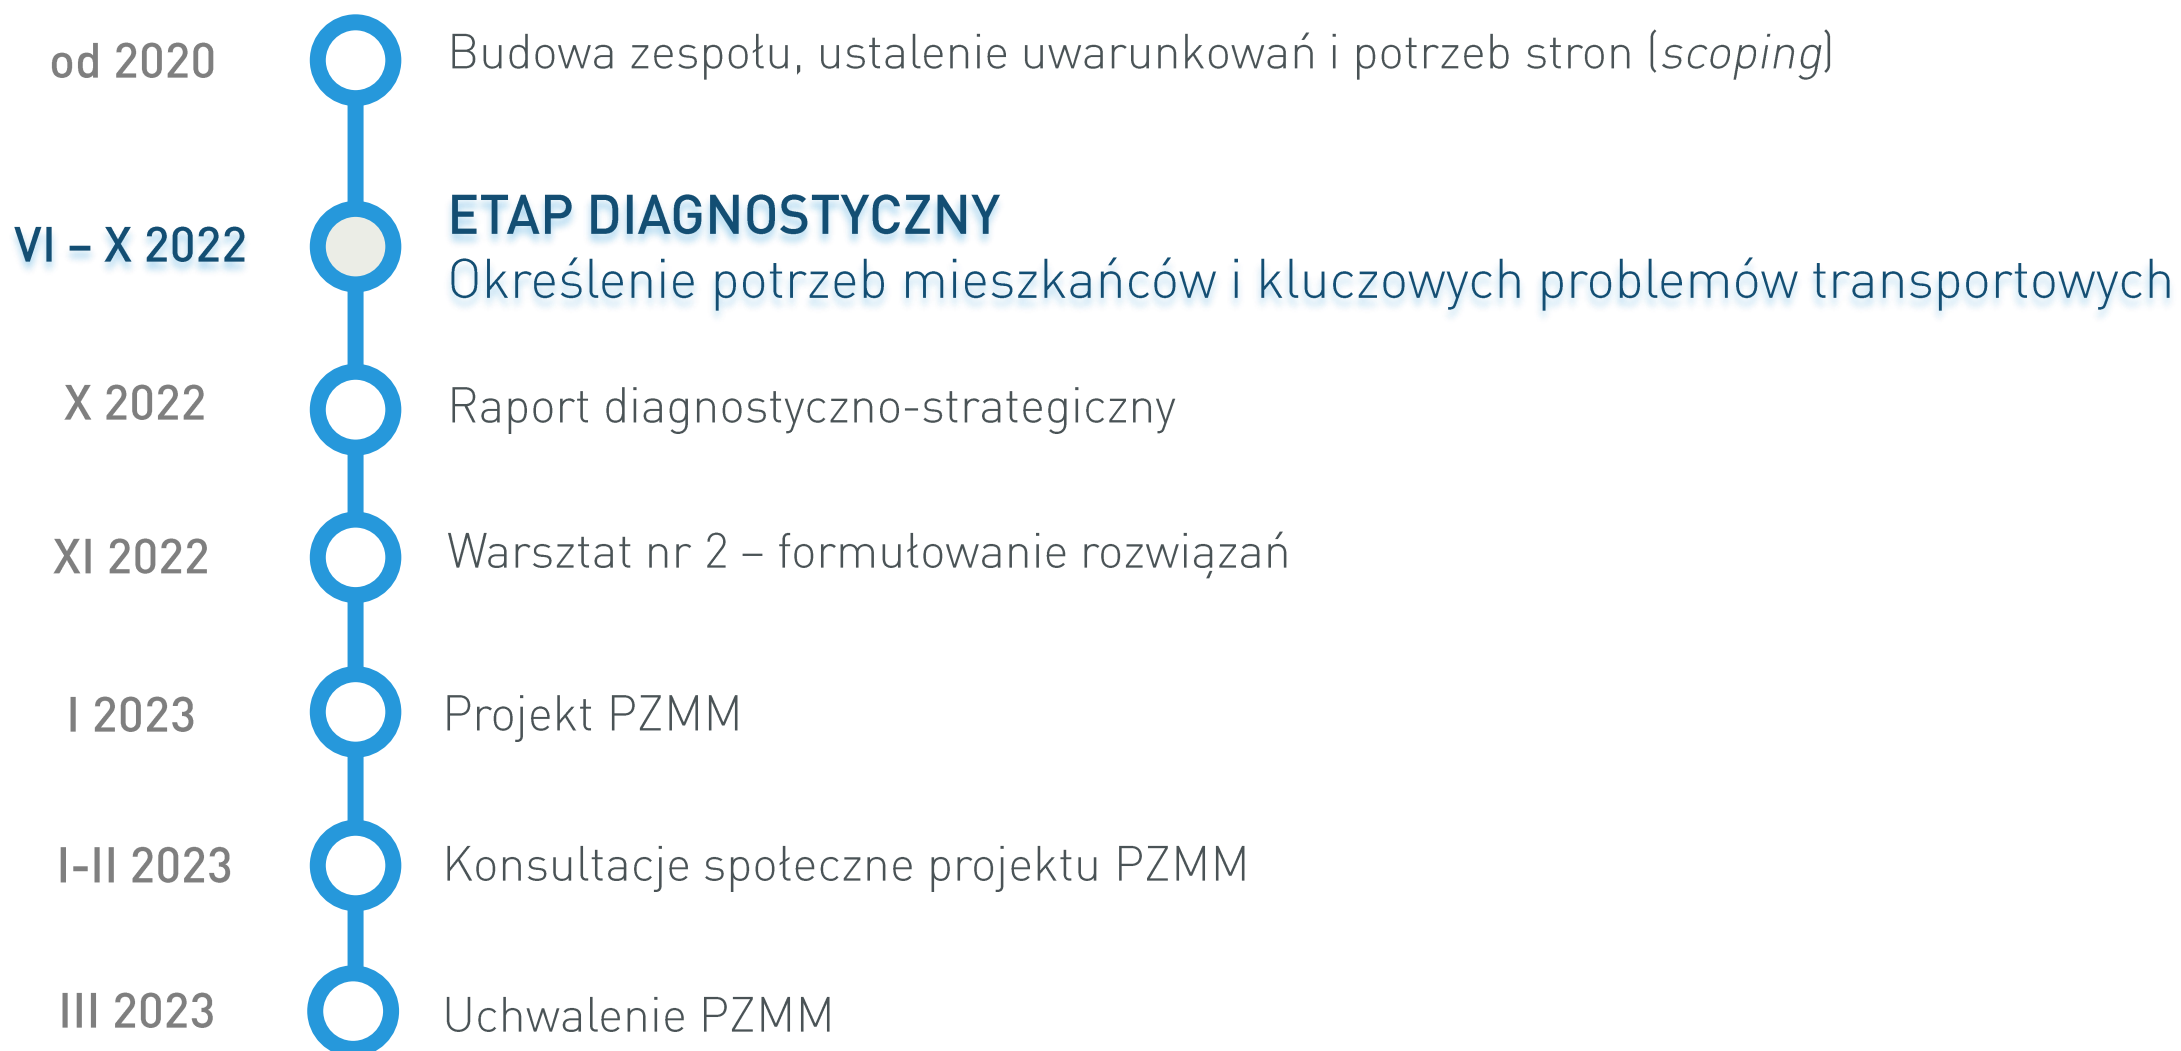 od 2020
Budowa zespołu, ustalenie uwarunkowań i potrzeb stron (scoping)
VI – X 2022
ETAP DIAGNOSTYCZNY
Określenie potrzeb mieszkańców i kluczowych problemów transportowych
X 2022
Raport diagnostyczno-strategiczny
XI 2022
Warsztat nr 2 – formułowanie rozwiązań
I 2023
Projekt PZMM
I-II 2023
Konsultacje społeczne projektu PZMM
III 2023
Uchwalenie PZMM